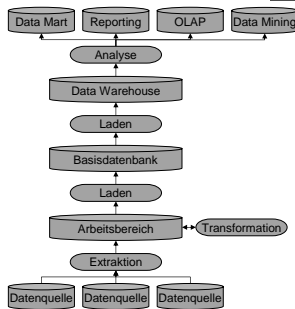 Data Mart Reporting OLAP Data Mining
Analyse
Data Warehouse
Laden
Basisdatenbank
Laden
Arbeitsbereich Transformation
Extraktion
Datenquelle Datenquelle Datenquelle